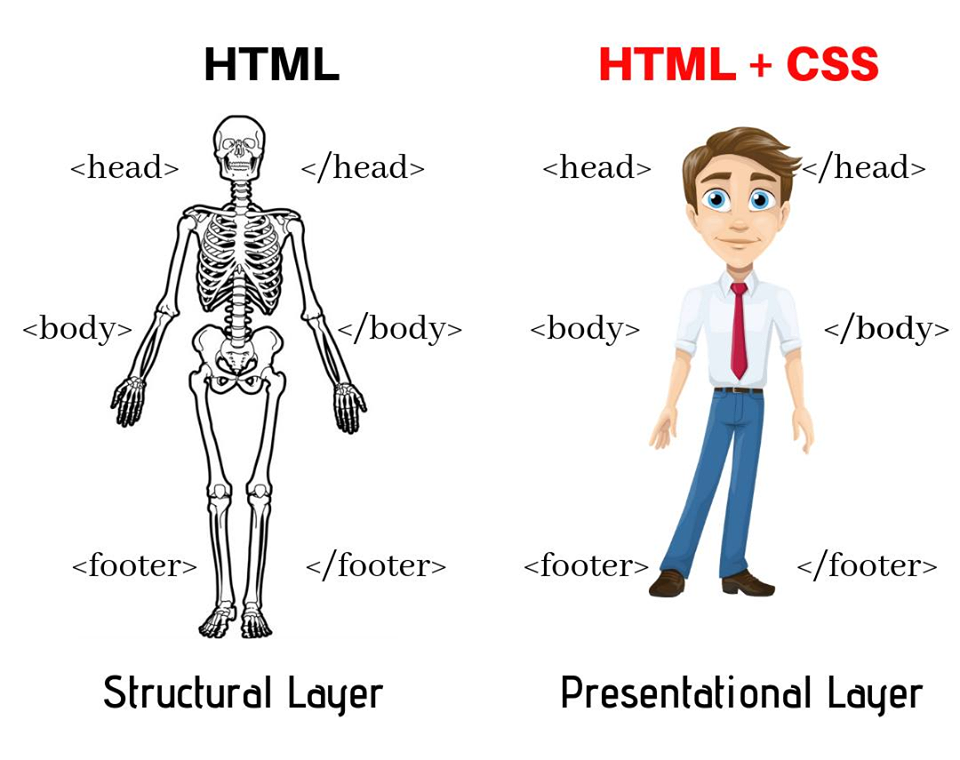 HTML
HTML + CSS
<head> </head>
<head> </head>
<body> </body>
<body> </body>
<footer> </footer>
<footer> </footer>
Structural Layer
Presentational Layer